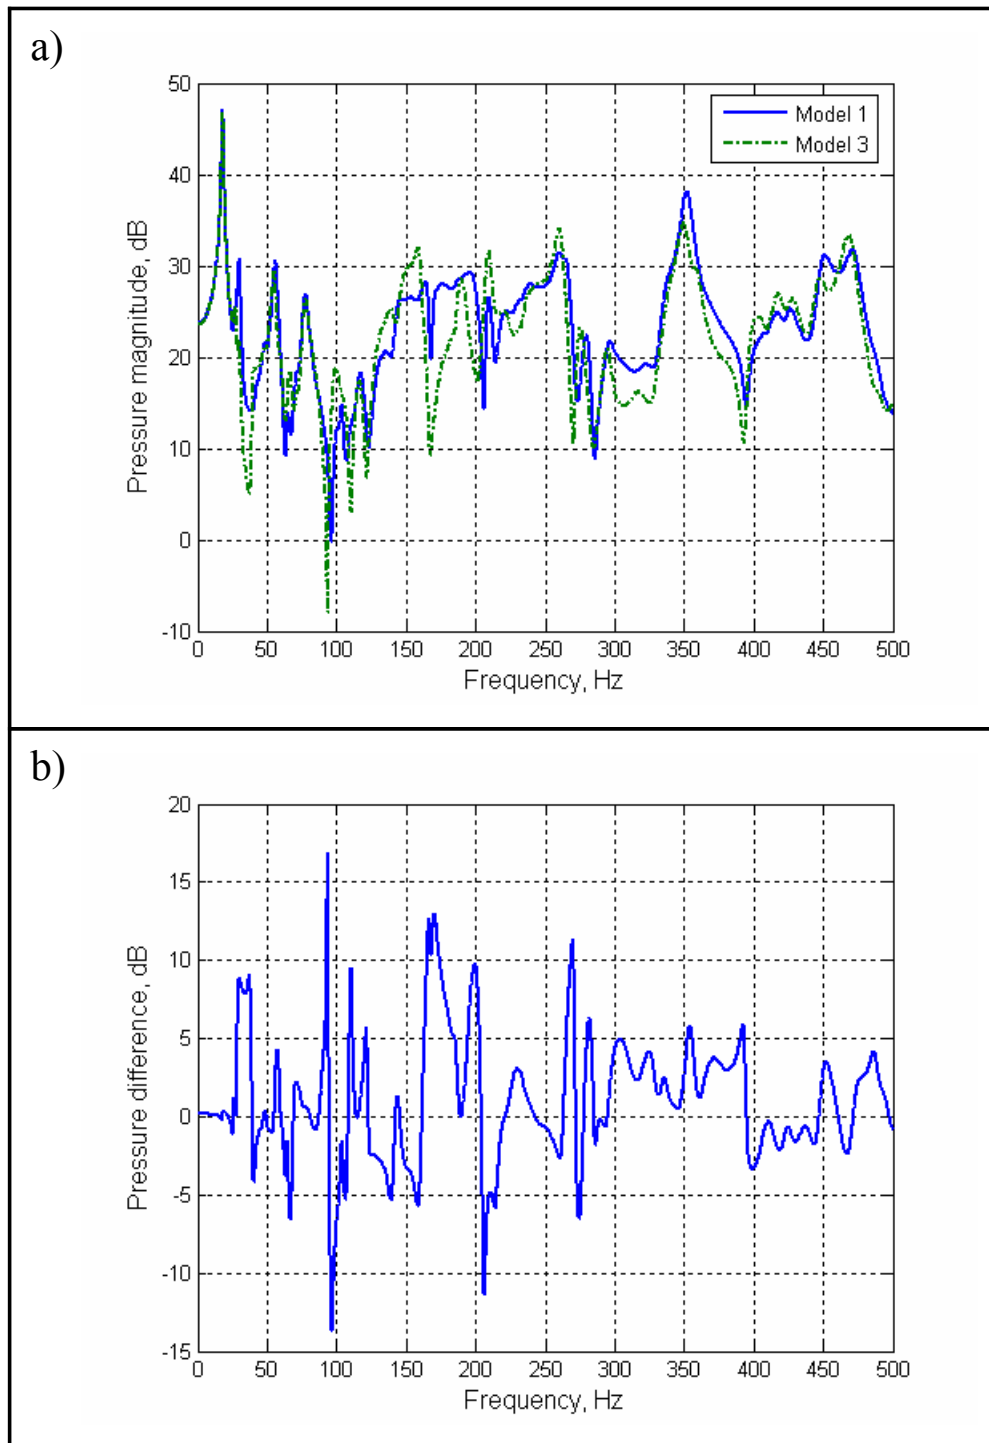 a)
50
40
30
20
10
0
-10
Pressure magnitude, dB
Model 1
Model 3
0 50 100 150 200 250 300 350 400 450 500
Frequency, Hz
b)
20
15
10
5
0
-5
-10
-15
Pressure difference, dB
0 50 100 150 200 250 300 350 400 450 500
Frequency, Hz